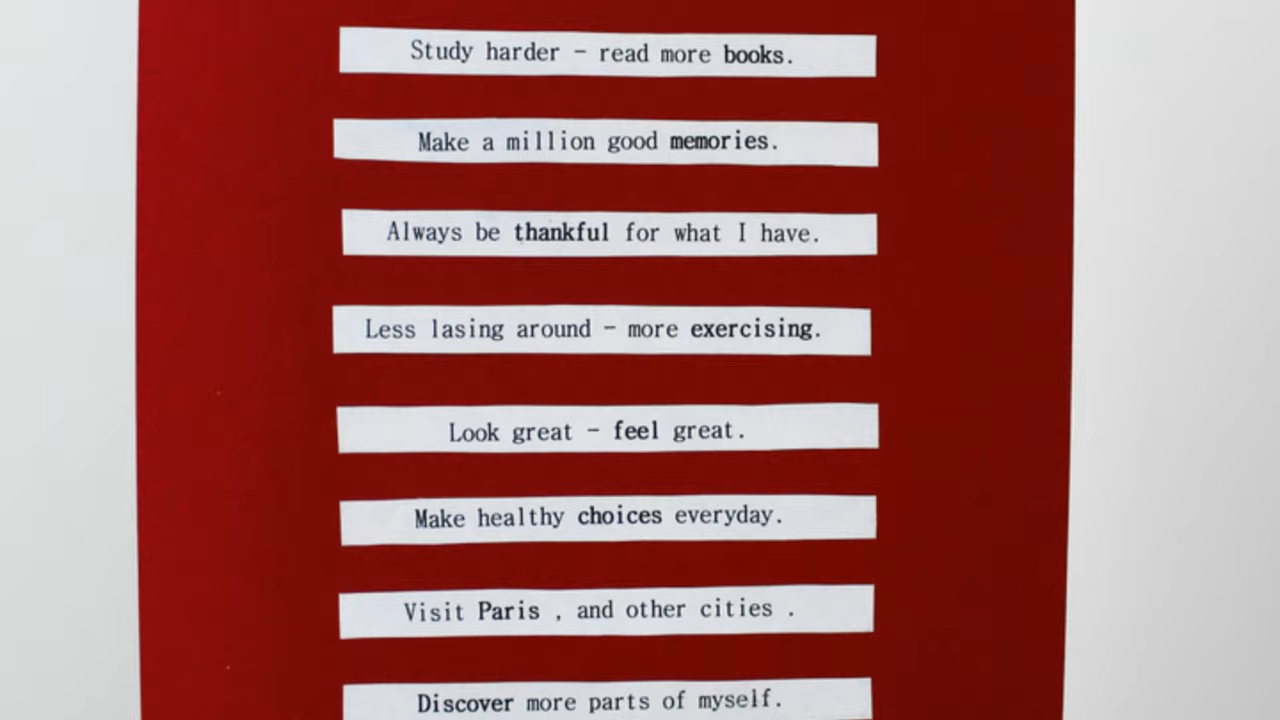 Study harder – read more books.
Make a million good memories.
Always be thankful for what I have.
Less lasing around – more exercising.
Look great – feel great.
Make healthy choices everyday.
Visit Paris , and other cities .
Discover more parts of myself.